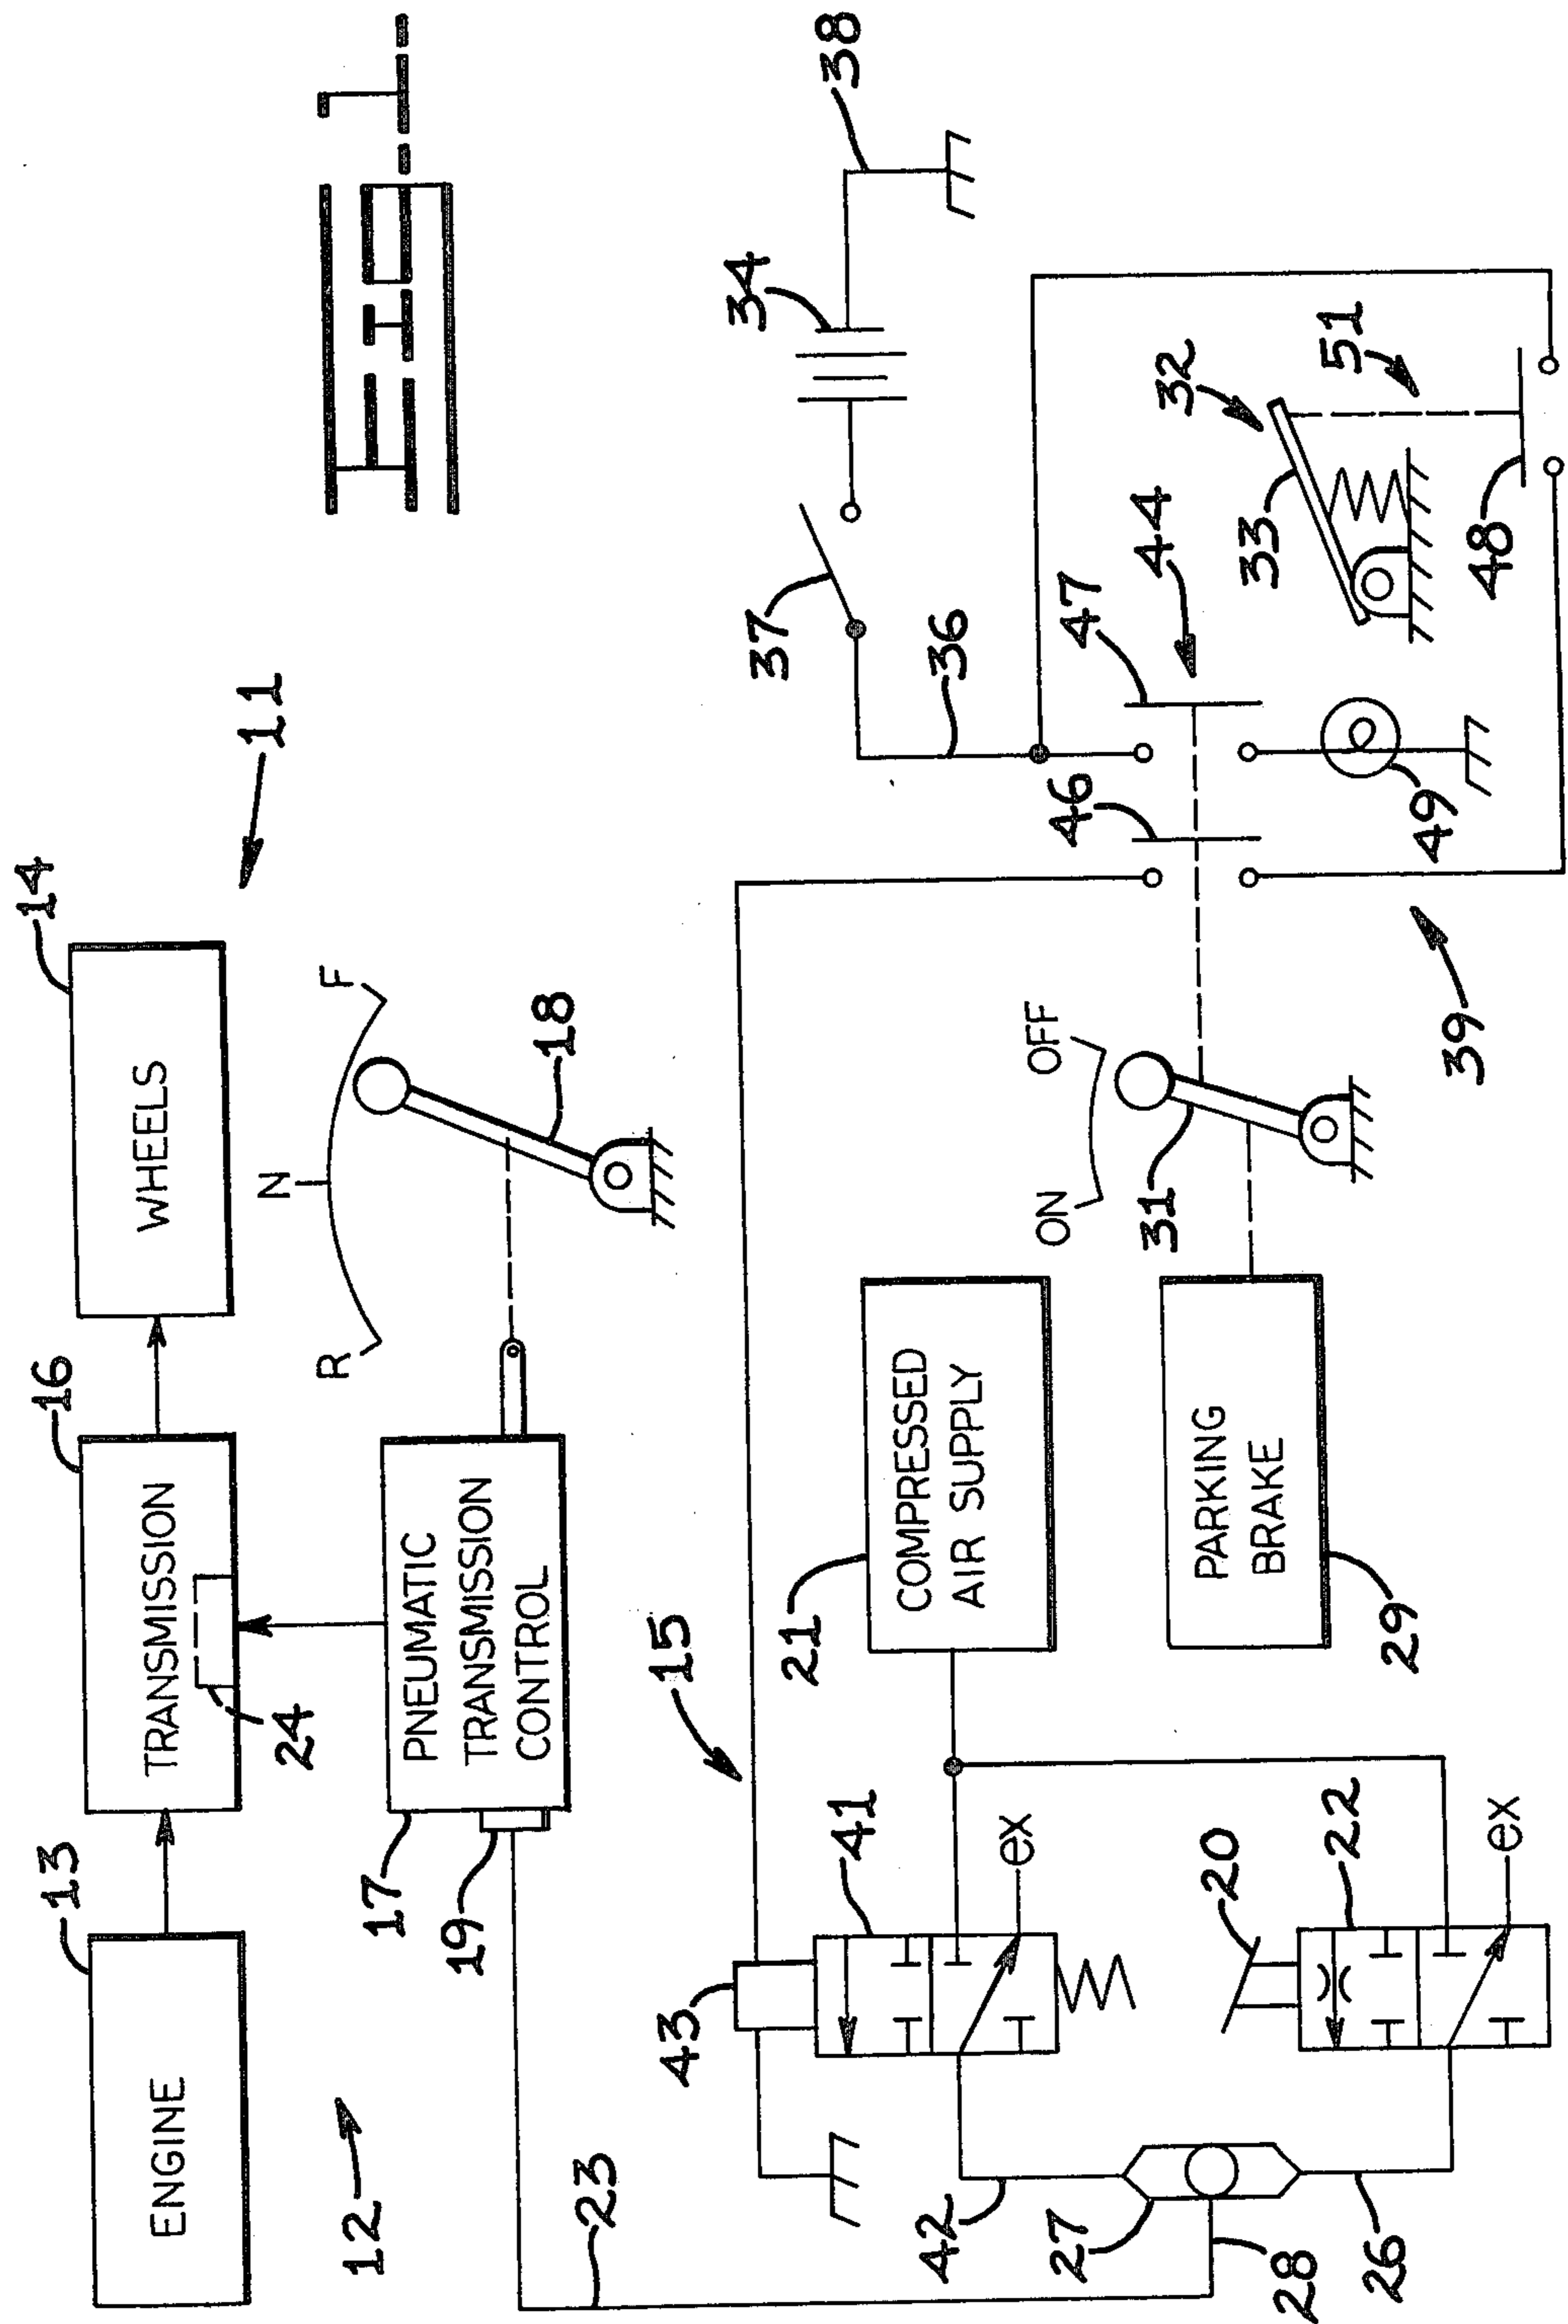 13
16
14
ENGINE
TRANSMISSION
WHEELS
24
11
12
17
PNEUMATIC
TRANSMISSION
CONTROL
19
R
N
F
18
23
15
43
41
ex
42
27
28
26
20
22
ex
21
COMPRESSED
AIR SUPPLY
PARKING
BRAKE
29
ON
OFF
31
39
37
34
38
36
46
47
44
49
32
33
51
48